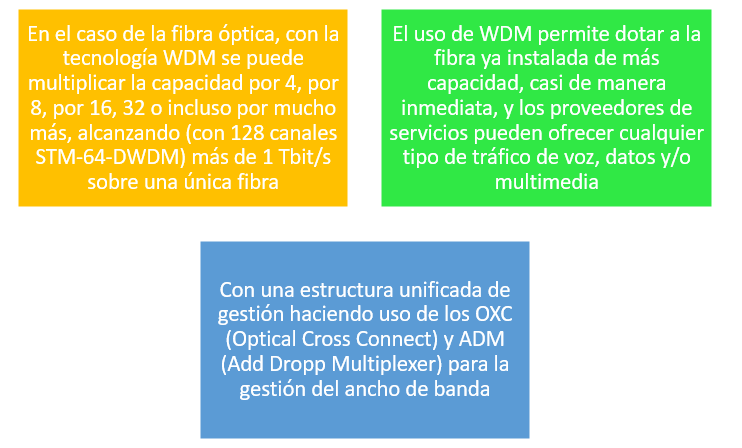 En el caso de la fibra óptica, con la
tecnología WDM se puede
multiplicar la capacidad por 4, por
8, por 16, 32 o incluso por mucho
más, alcanzando (con 128 canales
STM-64-DWDM) más de 1 Tbit/s
sobre una única fibra
El uso de WDM permite dotar a la
fibra ya instalada de más
capacidad, casi de manera
inmediata, y los proveedores de
servicios pueden ofrecer cualquier
tipo de tráfico de voz, datos y/o
multimedia
Con una estructura unificada de
gestión haciendo uso de los OXC
(Optical Cross Connect) y ADM
(Add Dropp Multiplexer) para la
gestión del ancho de banda